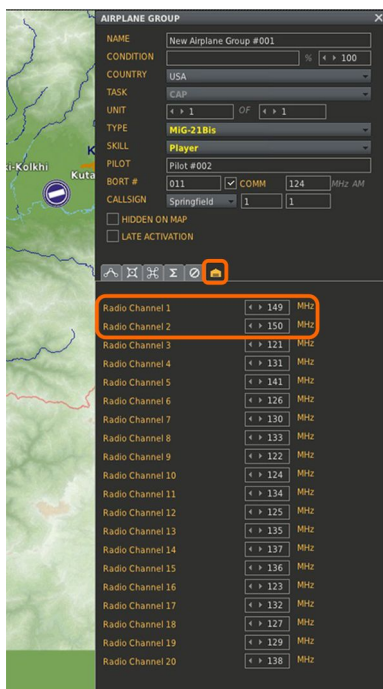 AIRPLANE GROUP X
NAME New Airplane Group #001
CONDITION % 100
COUNTRY USA
TASK CAP
UNIT 1 OF 1
TYPE MiG-21Bis
SKILL Player
PILOT Pilot #002
BORT # 011 COMM 124 MHz AM
CALLSIGN Springfield 1 1
HIDDEN ON MAP
LATE ACTIVATION
Σ
ki-Kolkhi
Kuta
Radio Channel 1 149 MHz
Radio Channel 2 150 MHz
Radio Channel 3 121 MHz
Radio Channel 4 131 MHz
Radio Channel 5 141 MHz
Radio Channel 6 126 MHz
Radio Channel 7 130 MHz
Radio Channel 8 133 MHz
Radio Channel 9 122 MHz
Radio Channel 10 124 MHz
Radio Channel 11 134 MHz
Radio Channel 12 125 MHz
Radio Channel 13 135 MHz
Radio Channel 14 137 MHz
Radio Channel 15 136 MHz
Radio Channel 16 123 MHz
Radio Channel 17 132 MHz
Radio Channel 18 127 MHz
Radio Channel 19 129 MHz
Radio Channel 20 138 MHz